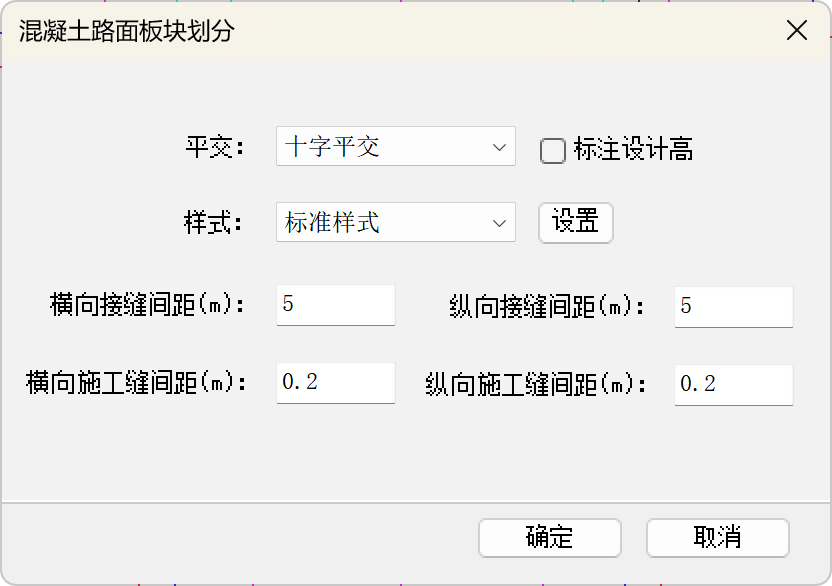 混凝土路面板块划分
平交： 十字平交 标注设计高
样式： 标准样式 设置
横向接缝间距(m)： 5 纵向接缝间距(m)： 5
横向施工缝间距(m)： 0.2 纵向施工缝间距(m)： 0.2
确定 取消